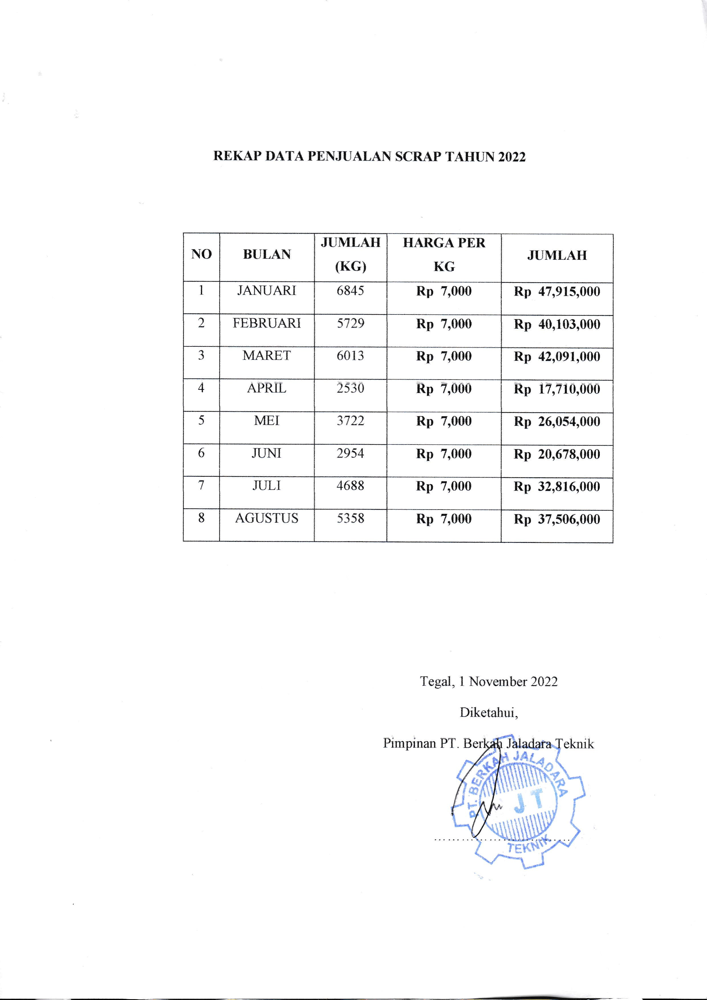 REKAP DATA PENJUALAN SCRAP TAHUN 2022
NO BULAN JUMLAH (KG) HARGA PER KG JUMLAH
1 JANUARI 6845 Rp 7,000 Rp 47,915,000
2 FEBRUARI 5729 Rp 7,000 Rp 40,103,000
3 MARET 6013 Rp 7,000 Rp 42,091,000
4 APRIL 2530 Rp 7,000 Rp 17,710,000
5 MEI 3722 Rp 7,000 Rp 26,054,000
6 JUNI 2954 Rp 7,000 Rp 20,678,000
7 JULI 4688 Rp 7,000 Rp 32,816,000
8 AGUSTUS 5358 Rp 7,000 Rp 37,506,000
Tegal, 1 November 2022
Diketahui,
Pimpinan PT. Berkah Jaladara Teknik
PT. BERKAH JALADARA
JT
TEKNIK